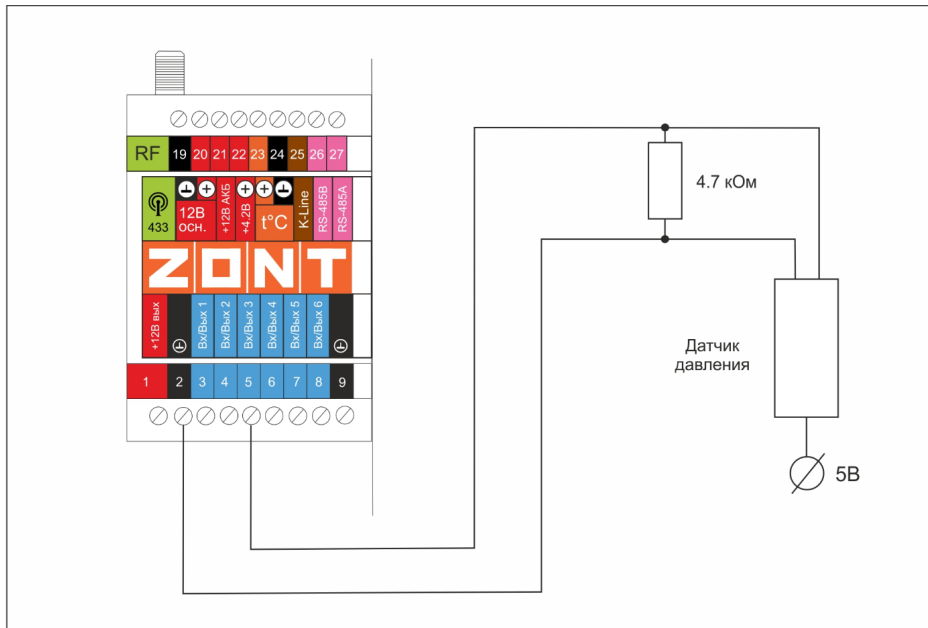 RF 19 20 21 22 23 24 25 26 27
433
12В
осн.
+12В АКБ
+4.2В
t°C
K-Line
RS-485B
RS-485A
ZONT
+12В вых
Вх/Вых 1
Вх/Вых 2
Вх/Вых 3
Вх/Вых 4
Вх/Вых 5
Вх/Вых 6
1 2 3 4 5 6 7 8 9
4.7 кОм
Датчик
давления
5В